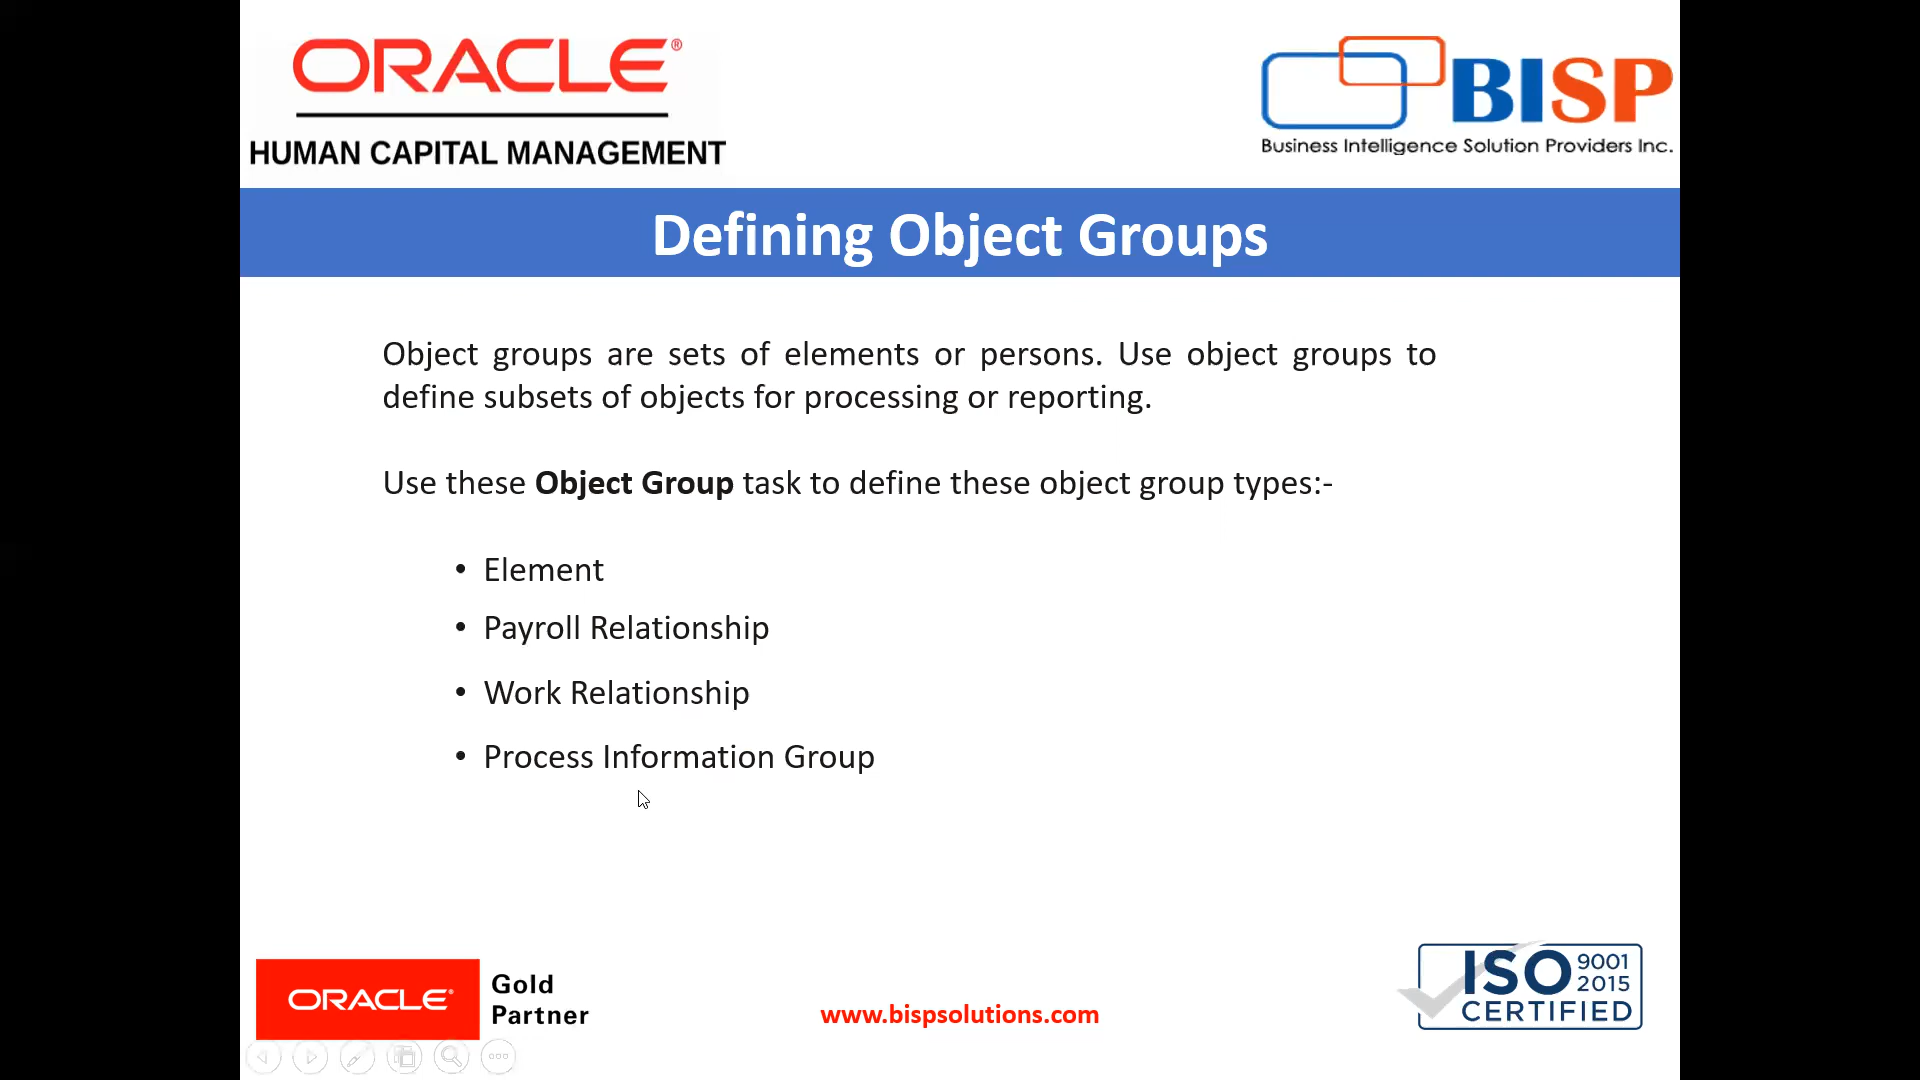 ORACLE®
HUMAN CAPITAL MANAGEMENT
BISP
Business Intelligence Solution Providers Inc.
Defining Object Groups
Object groups are sets of elements or persons. Use object groups to
define subsets of objects for processing or reporting.
Use these Object Group task to define these object group types:-
• Element
• Payroll Relationship
• Work Relationship
• Process Information Group
ORACLE®
Gold
Partner
www.bispsolutions.com
ISO 9001
2015
CERTIFIED